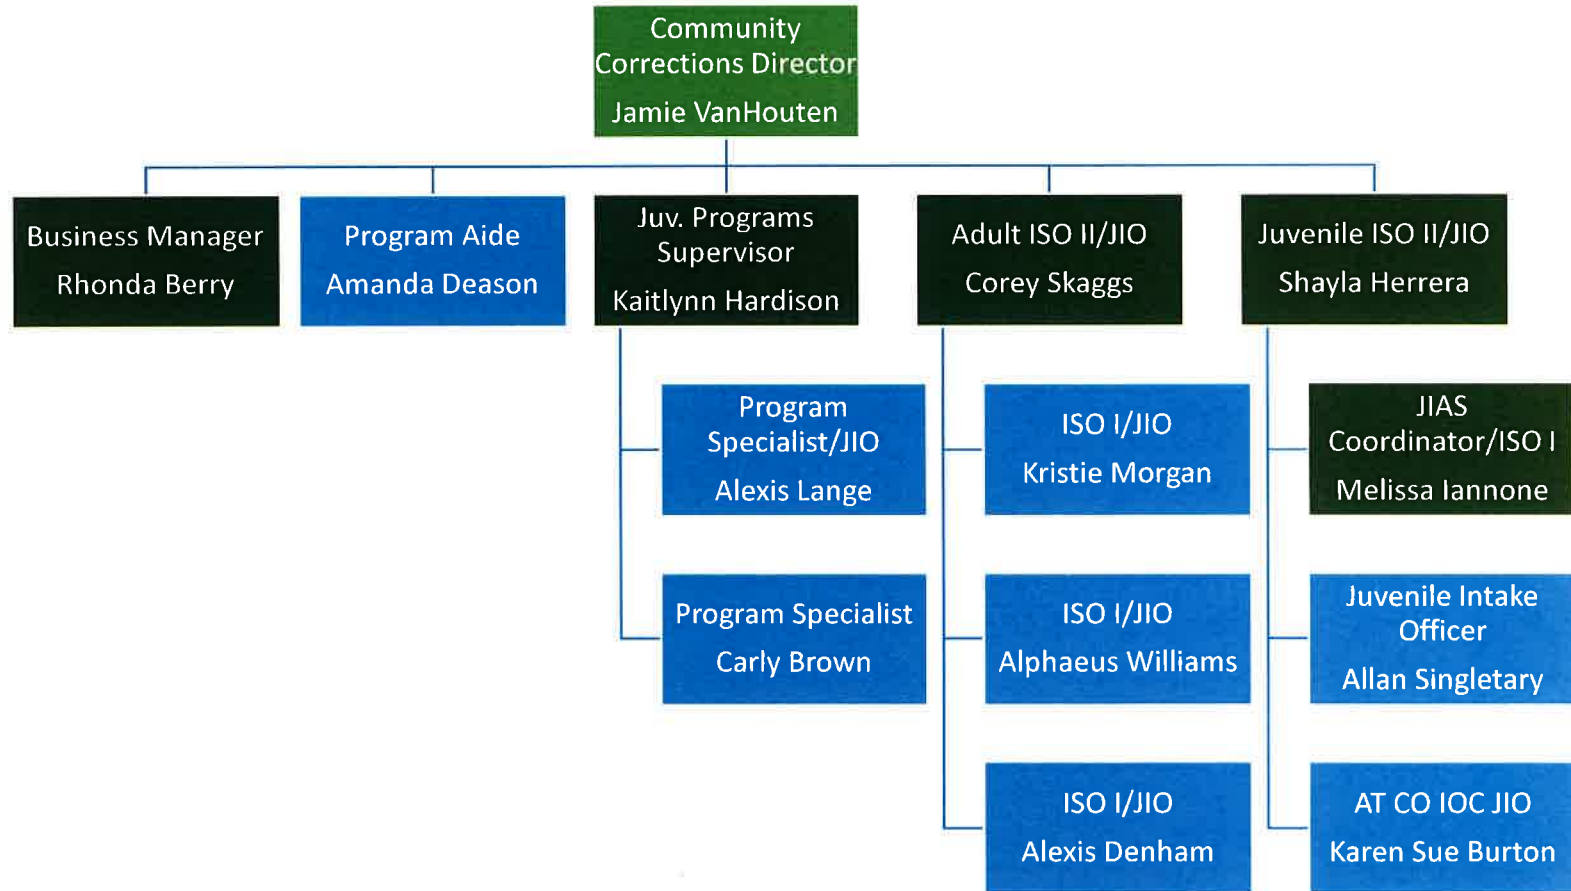 Community
Corrections Director
Jamie VanHouten
Business Manager
Rhonda Berry
Program Aide
Amanda Deason
Juv. Programs
Supervisor
Kaitlynn Hardison
Adult ISO II/JIO
Corey Skaggs
Juvenile ISO II/JIO
Shayla Herrera
Program
Specialist/JIO
Alexis Lange
Program Specialist
Carly Brown
ISO I/JIO
Kristie Morgan
ISO I/JIO
Alphaeus Williams
ISO I/JIO
Alexis Denham
JIAS
Coordinator/ISO I
Melissa Iannone
Juvenile Intake
Officer
Allan Singletary
AT CO IOC JIO
Karen Sue Burton